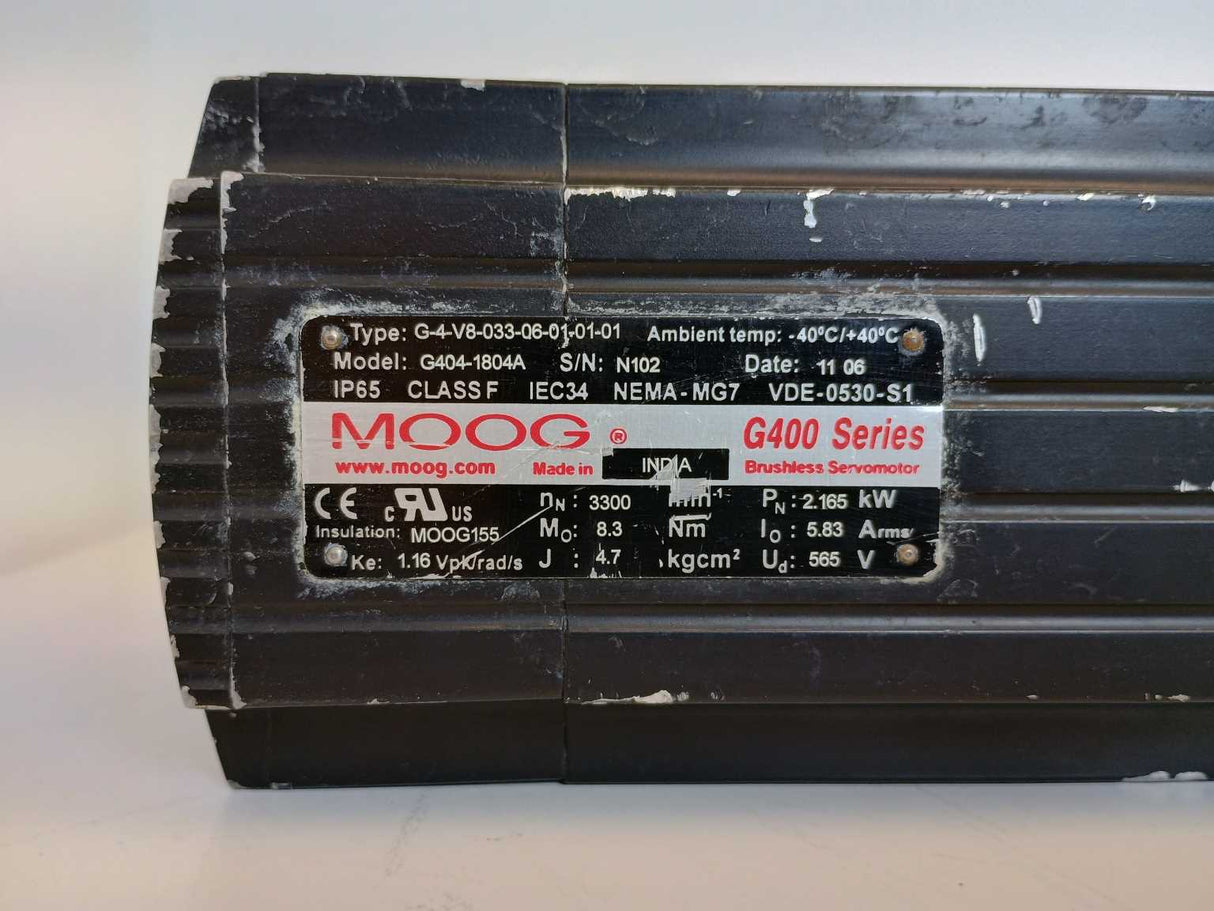 Type: G-4-V8-033-06-01-01-01 Ambient temp: -40ºC/+40ºC
Model: G404-1804A S/N: N102 Date: 11 06
IP65 CLASS F IEC34 NEMA-MG7 VDE-0530-S1
MOOG ® G400 Series
www.moog.com Made in INDIA Brushless Servomotor
CE c RU US nN: 3300 min-1 PN: 2.165 kW
Insulation: MOOG155 Mo: 8.3 Nm Io: 5.83 Arms
Ke: 1.16 Vpk/rad/s J : 4.7 kgcm² Ud: 565 V